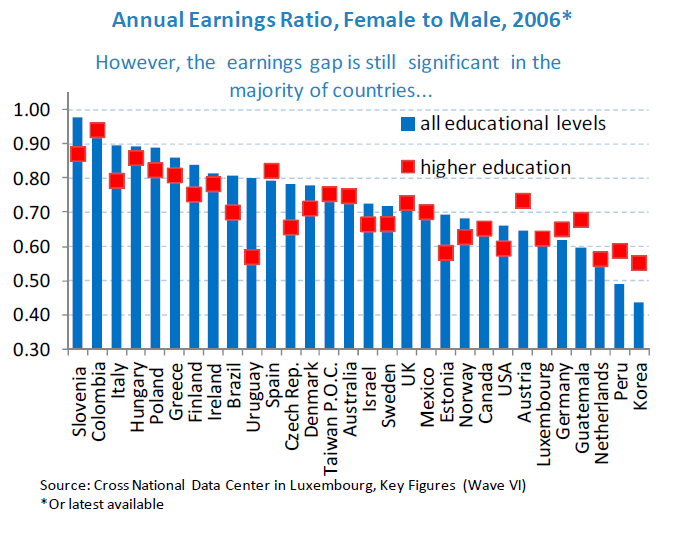 Annual Earnings Ratio, Female to Male, 2006*
However, the earnings gap is still significant in the
majority of countries...
1.00
0.90
0.80
0.70
0.60
0.50
0.40
0.30
all educational levels
higher education
Slovenia
Colombia
Italy
Hungary
Poland
Greece
Finland
Ireland
Brazil
Uruguay
Spain
Czech Rep.
Denmark
Taiwan P.O.C.
Australia
Israel
Sweden
UK
Mexico
Estonia
Norway
Canada
USA
Austria
Luxembourg
Germany
Guatemala
Netherlands
Peru
Korea
Source: Cross National Data Center in Luxembourg, Key Figures (Wave VI)
*Or latest available